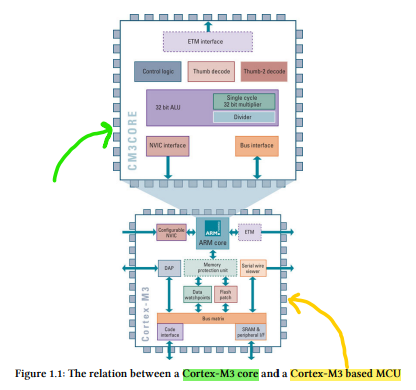 ETM interface
Control logic
Thumb decode
Thumb-2 decode
32 bit ALU
Single cycle
32 bit multiplier
Divider
NVIC interface
Bus interface
CM3CORE
Configurable
NVIC
ARM
ARM core
ETM
DAP
Memory
protection unit
Serial wire
viewer
Data
watchpoints
Flash
patch
Bus matrix
Code
interface
SRAM &
peripheral I/F
Cortex-M3
Figure 1.1: The relation between a Cortex-M3 core and a Cortex-M3 based MCU